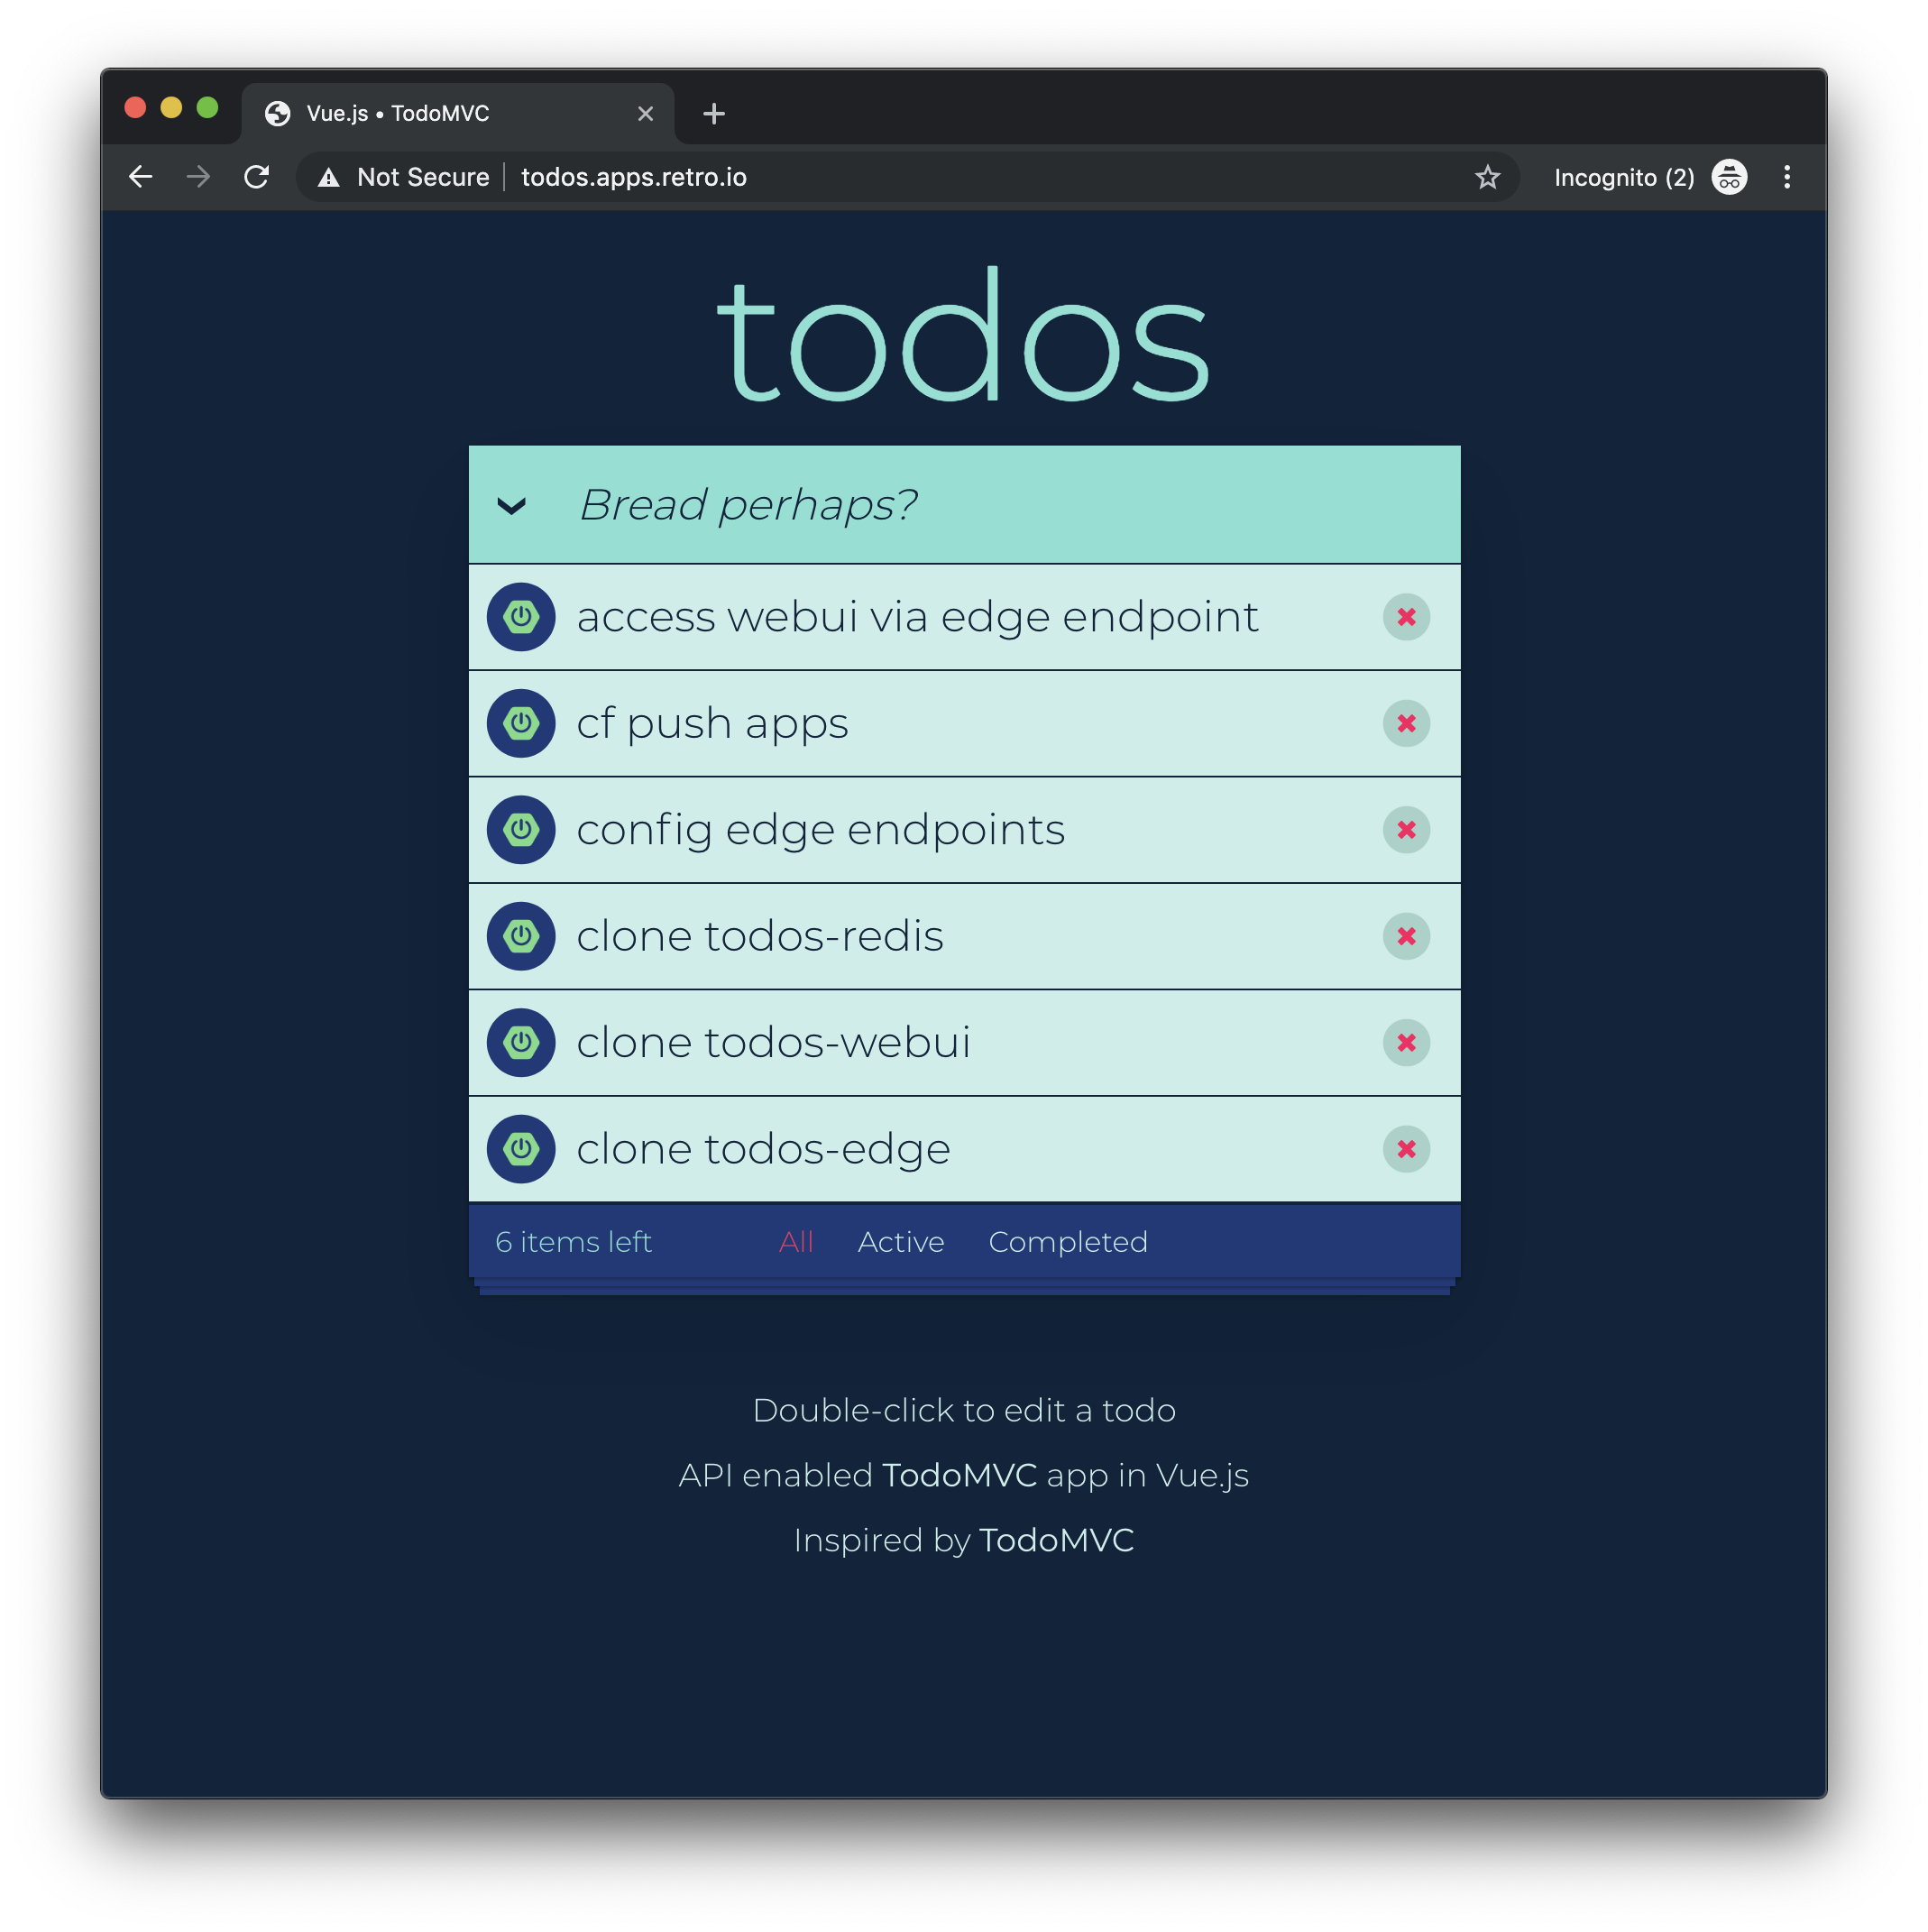 Vue.js • TodoMVC
Not Secure todos.apps.retro.io Incognito (2)
todos
Bread perhaps?
access webui via edge endpoint
cf push apps
config edge endpoints
clone todos-redis
clone todos-webui
clone todos-edge
6 items left All Active Completed
Double-click to edit a todo
API enabled TodoMVC app in Vue.js
Inspired by TodoMVC